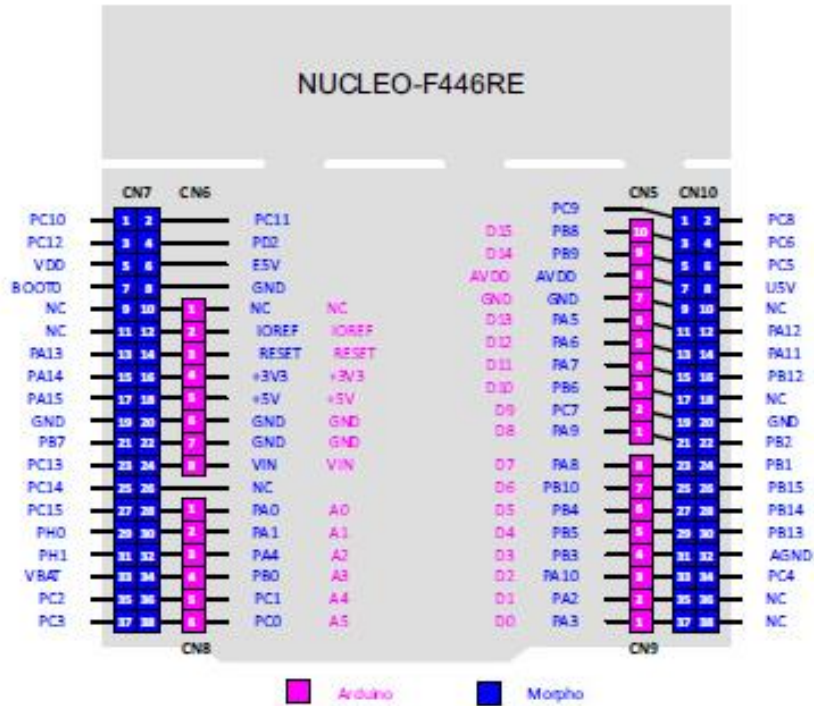 NUCLEO-F446RE
CN7 CN6 CN5 CN10
PC9
PC10 1 2 PC11 1 2 PC8
D15 PB8 10
PC12 3 4 PD2 3 4 PC6
D14 PB9 9
VDD 5 6 E5V 5 6 PC5
AVDD AVDD 8
BOOT0 7 8 GND 7 8 U5V
GND GND 7
NC 9 10 1 NC NC 9 10 NC
D13 PA5 6
NC 11 12 2 IOREF IOREF 11 12 PA12
D12 PA6 5
PA13 13 14 3 RESET RESET 13 14 PA11
D11 PA7 4
PA14 15 16 4 +3V3 +3V3 15 16 PB12
D10 PB6 3
PA15 17 18 5 +5V +5V 17 18 NC
D9 PC7 2
GND 19 20 6 GND GND 19 20 GND
D8 PA9 1
PB7 21 22 7 GND GND 21 22 PB2
PC13 23 24 8 VIN VIN D7 PA8 8 23 24 PB1
PC14 25 26 NC D6 PB10 7 25 26 PB15
PC15 27 28 1 PA0 A0 D5 PB4 6 27 28 PB14
PH0 29 30 2 PA1 A1 D4 PB5 5 29 30 PB13
PH1 31 32 3 PA4 A2 D3 PB3 4 31 32 AGND
VBAT 33 34 4 PB0 A3 D2 PA10 3 33 34 PC4
PC2 35 36 5 PC1 A4 D1 PA2 2 35 36 NC
PC3 37 38 6 PC0 A5 D0 PA3 1 37 38 NC
CN8 CN9
Arduino Morpho